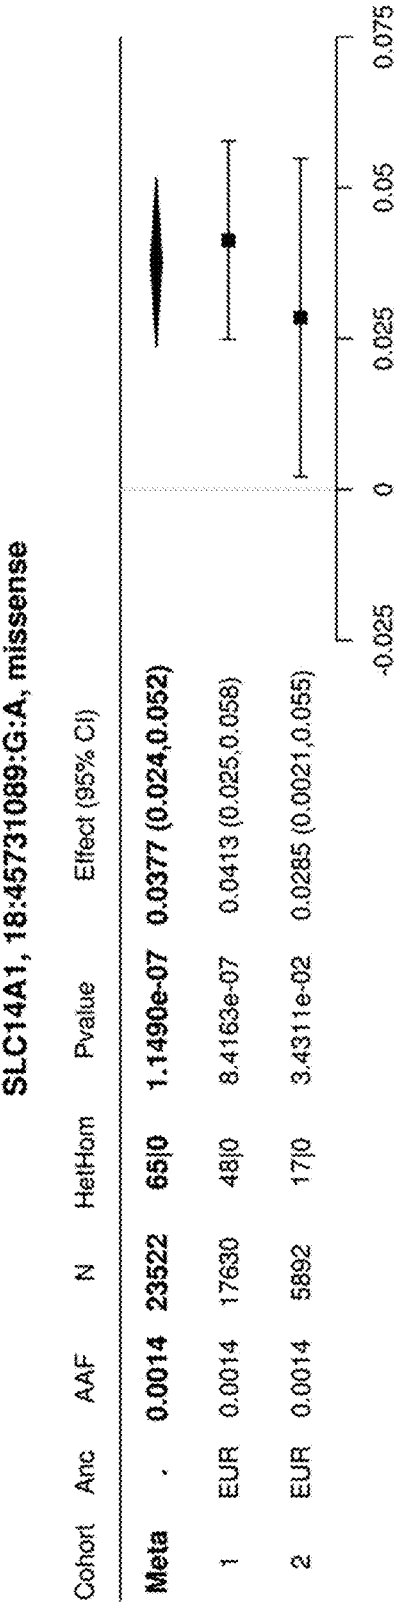 SLC14A1, 18:45731089:G:A, missense
Cohort Anc AAF N HetHom Pvalue Effect (95% CI)
Meta . 0.0014 23522 65|0 1.1490e-07 0.0377 (0.024,0.052)
1 EUR 0.0014 17630 48|0 8.4163e-07 0.0413 (0.025,0.058)
2 EUR 0.0014 5892 17|0 3.4311e-02 0.0285 (0.0021,0.055)
-0.025 0 0.025 0.05 0.075